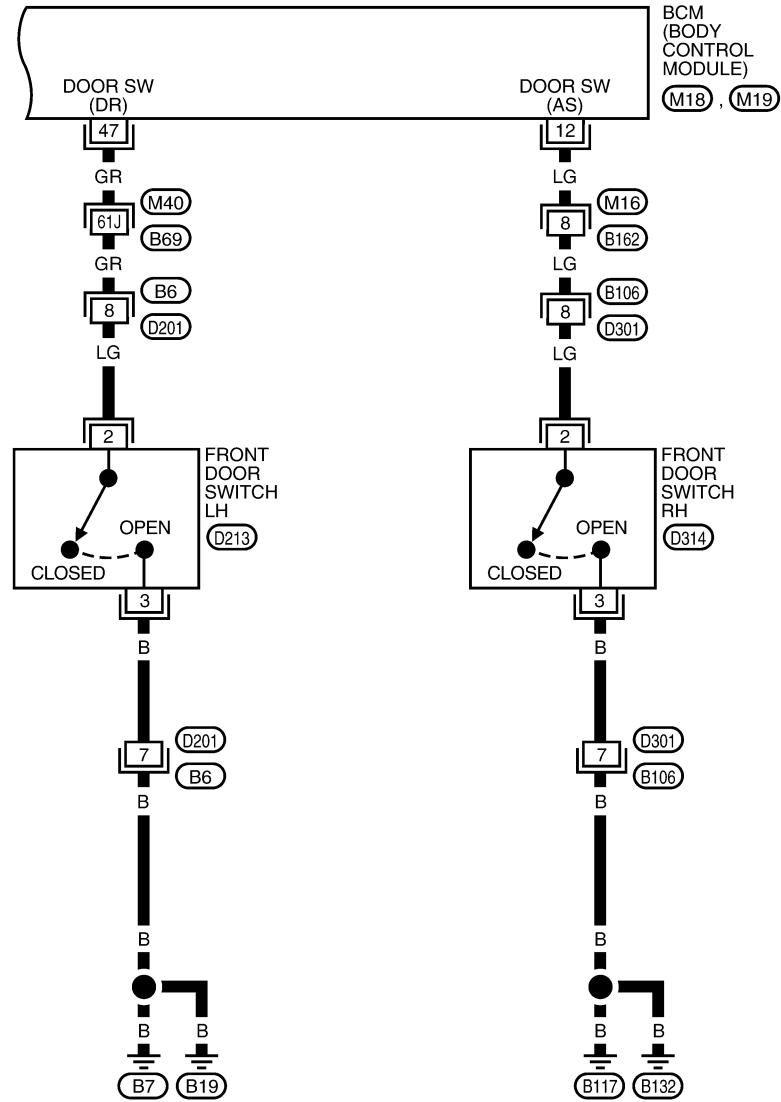 BCM
(BODY
CONTROL
MODULE)
M18 , M19
DOOR SW
(DR)
DOOR SW
(AS)
47
12
GR
LG
M40
M16
61J
8
B69
B162
GR
LG
B6
B106
8
8
D201
D301
LG
LG
2
2
FRONT
DOOR
SWITCH
LH
D213
OPEN
CLOSED
FRONT
DOOR
SWITCH
RH
D314
OPEN
CLOSED
3
3
B
B
D201
D301
7
7
B6
B106
B
B
B
B
B
B
B
B
B7
B19
B117
B132